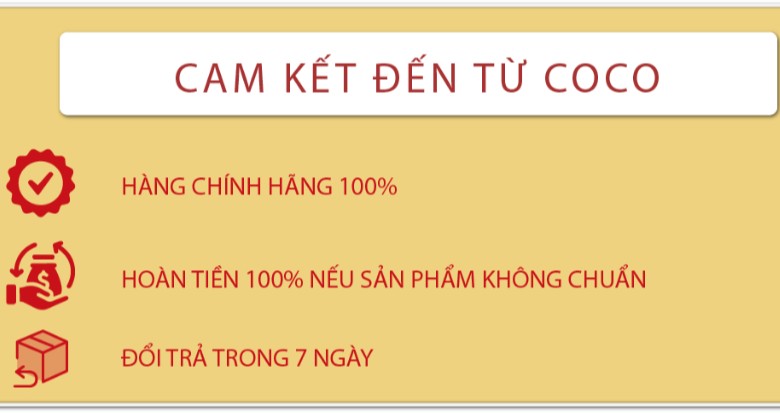 CAM KẾT ĐẾN TỪ COCO
HÀNG CHÍNH HÃNG 100%
HOÀN TIỀN 100% NẾU SẢN PHẨM KHÔNG CHUẨN
ĐỔI TRẢ TRONG 7 NGÀY